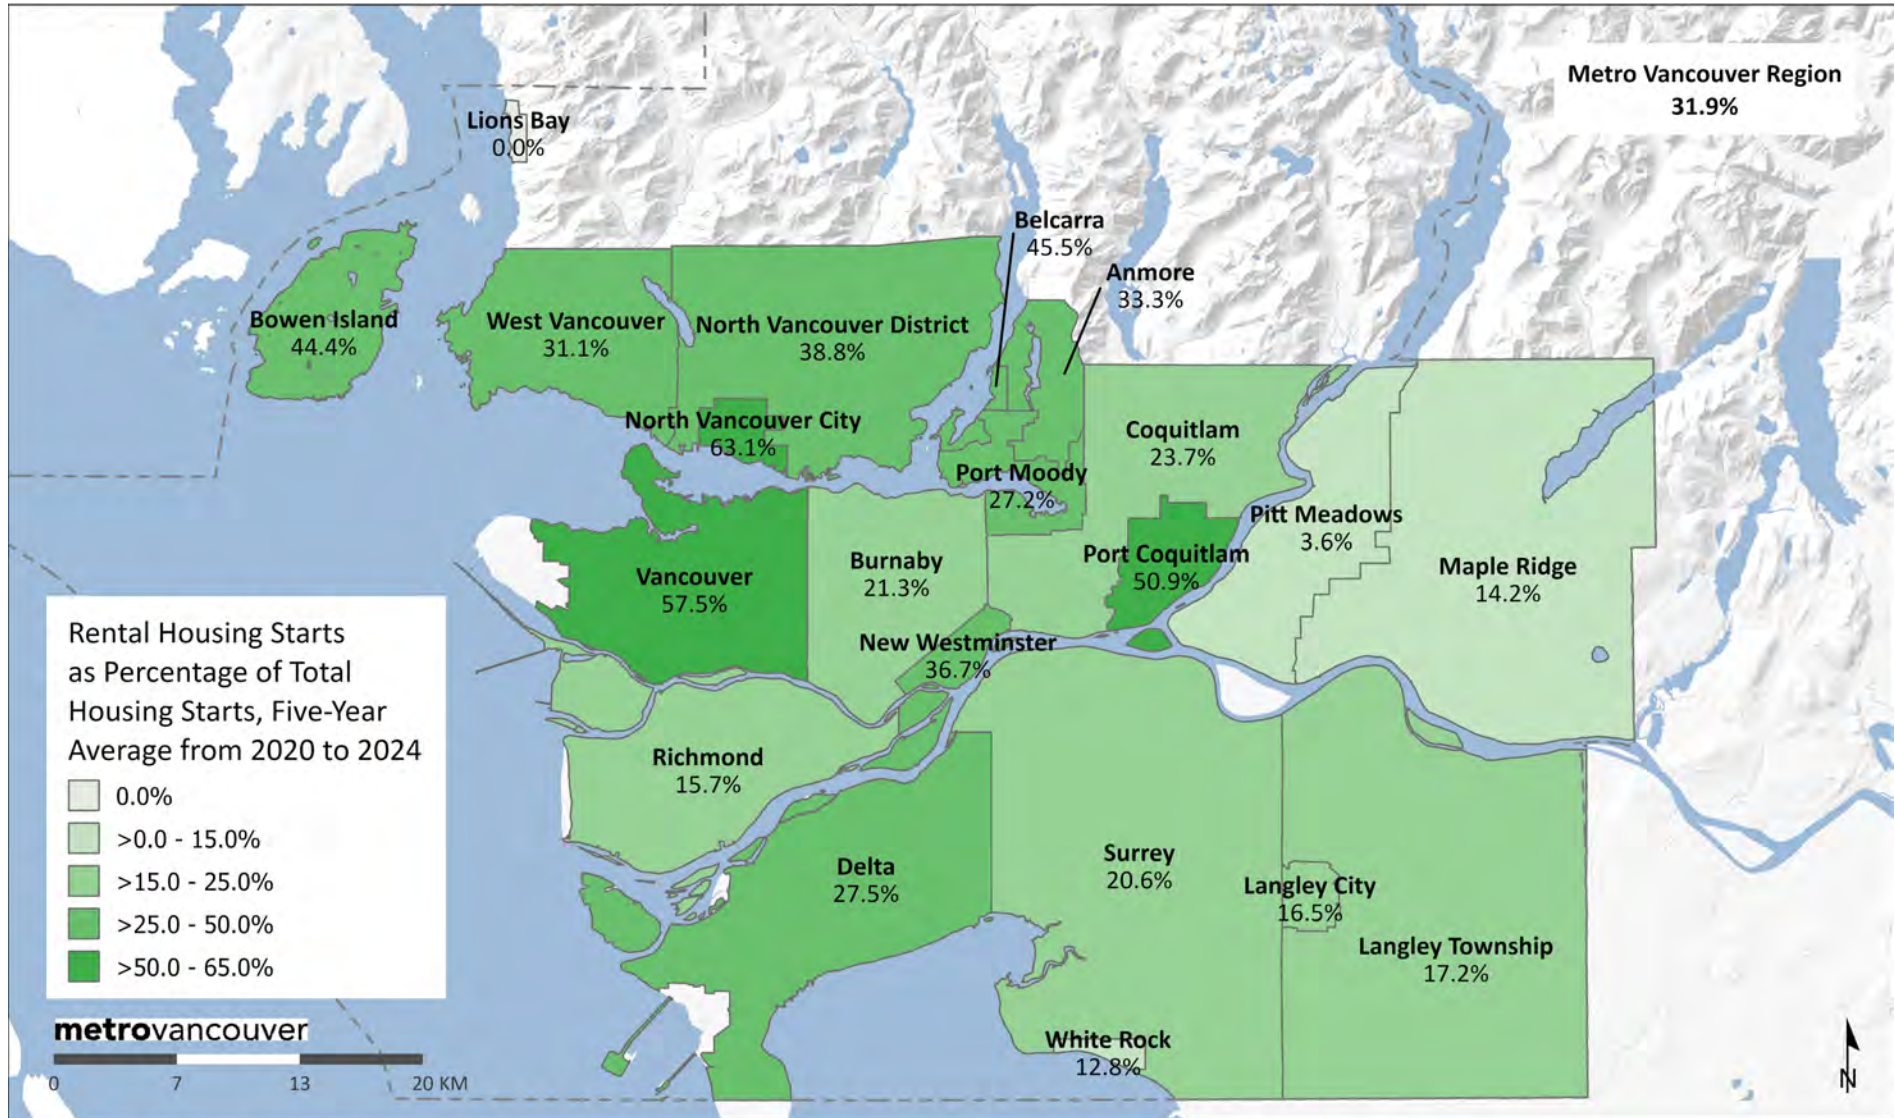 Metro Vancouver Region
31.9%
Lions Bay
0.0%
Belcarra
45.5%
Anmore
33.3%
Bowen Island
44.4%
West Vancouver
31.1%
North Vancouver District
38.8%
North Vancouver City
63.1%
Coquitlam
23.7%
Port Moody
27.2%
Pitt Meadows
3.6%
Port Coquitlam
50.9%
Maple Ridge
14.2%
Vancouver
57.5%
Burnaby
21.3%
New Westminster
36.7%
Richmond
15.7%
Delta
27.5%
Surrey
20.6%
Langley City
16.5%
Langley Township
17.2%
White Rock
12.8%
Rental Housing Starts
as Percentage of Total
Housing Starts, Five-Year
Average from 2020 to 2024
0.0%
>0.0 - 15.0%
>15.0 - 25.0%
>25.0 - 50.0%
>50.0 - 65.0%
metrovancouver
0 7 13 20 KM
N